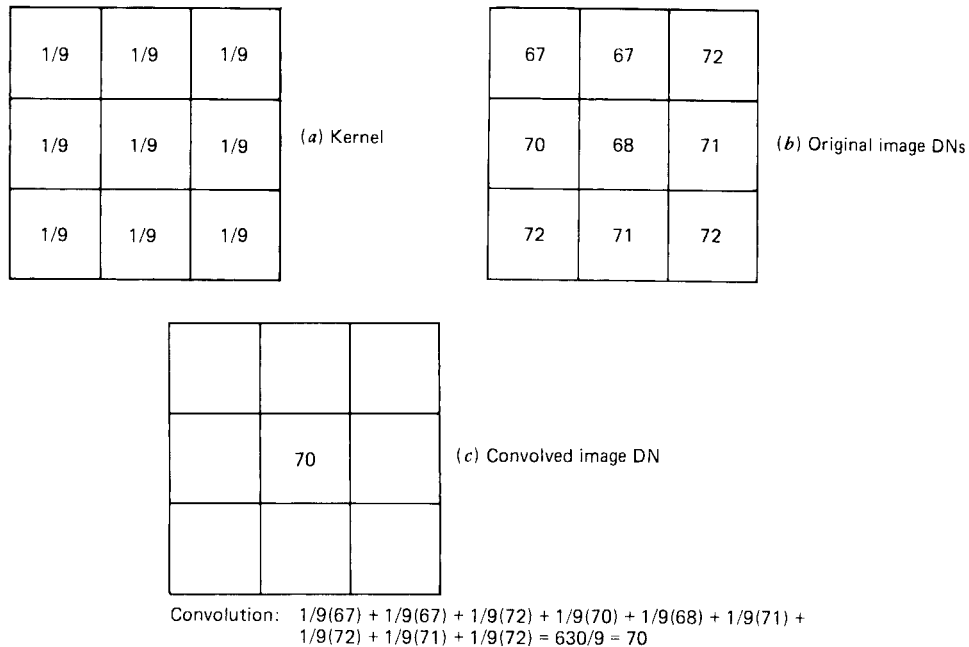 1/9 1/9 1/9
1/9 1/9 1/9
1/9 1/9 1/9
(a) Kernel
67 67 72
70 68 71
72 71 72
(b) Original image DNs
70
(c) Convolved image DN
Convolution: 1/9(67) + 1/9(67) + 1/9(72) + 1/9(70) + 1/9(68) + 1/9(71) +
1/9(72) + 1/9(71) + 1/9(72) = 630/9 = 70